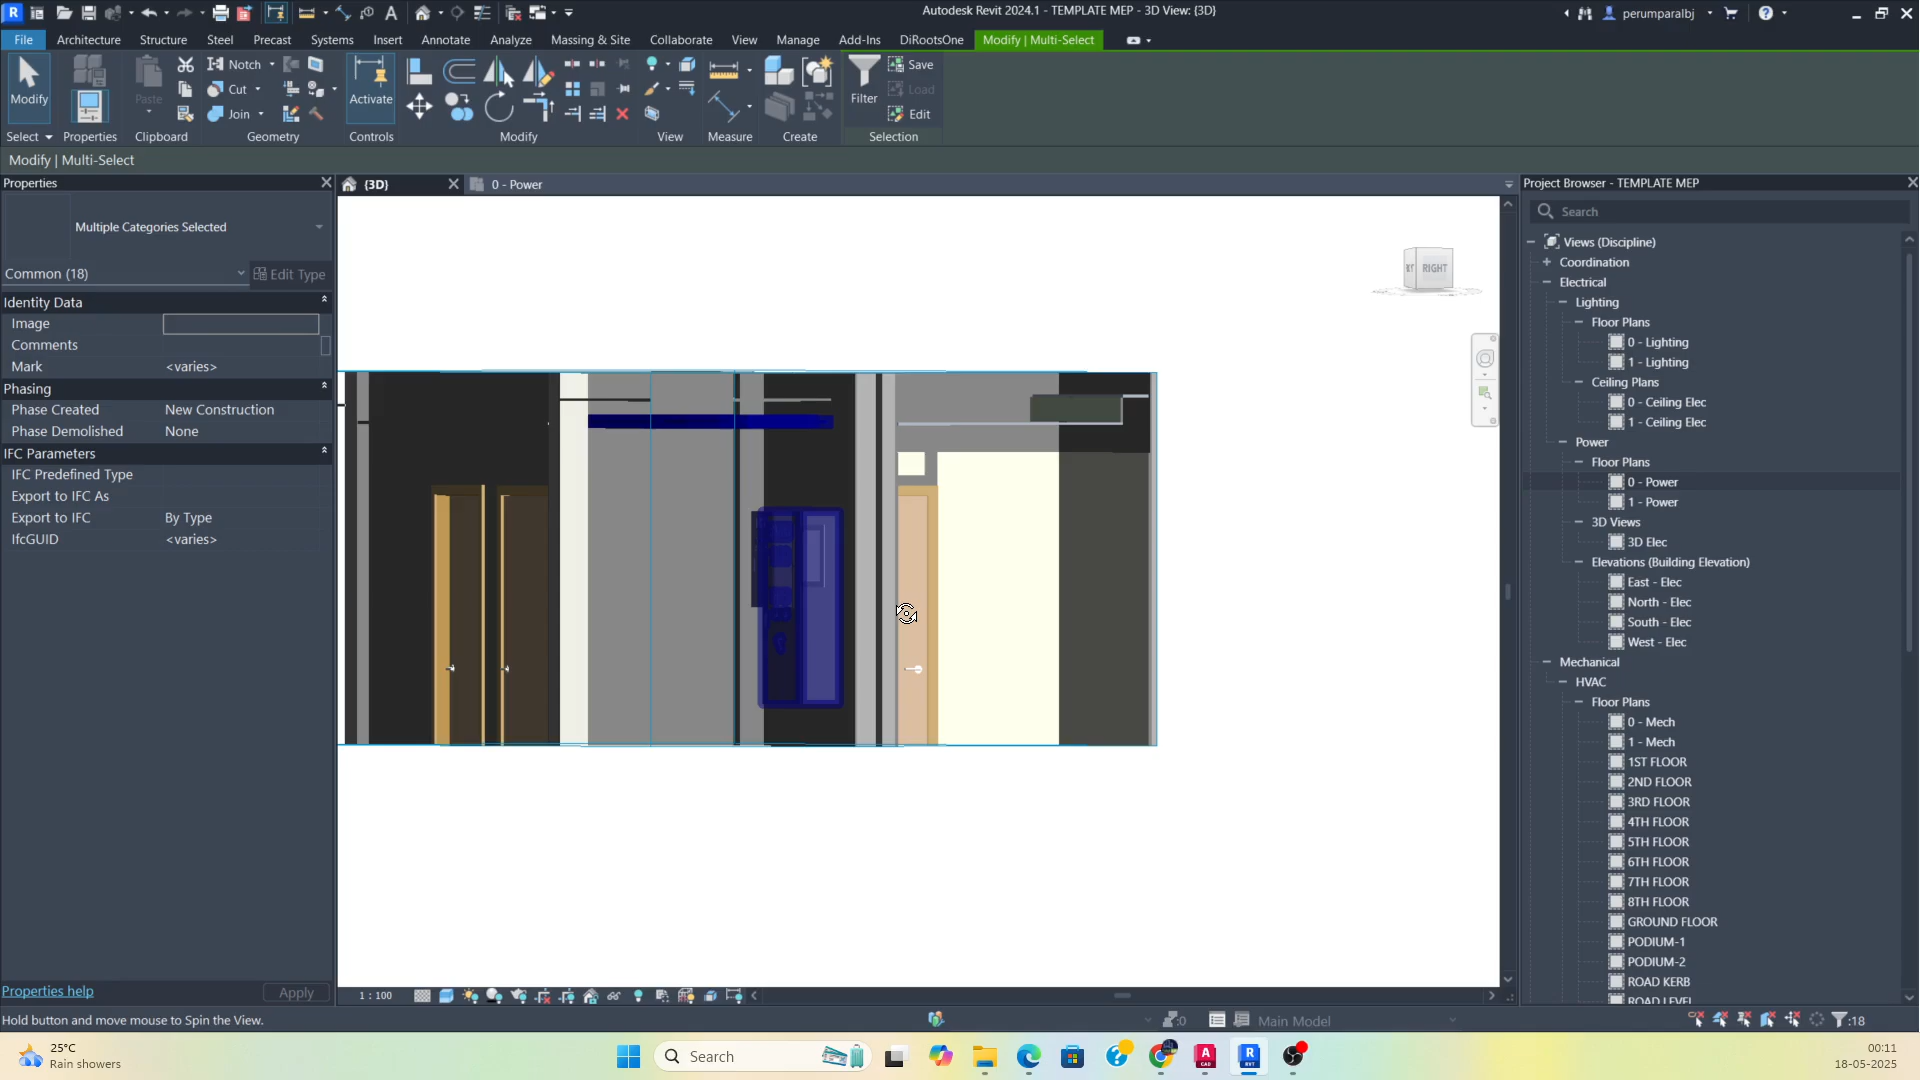 Autodesk Revit 2024.1 - TEMPLATE MEP - 3D View: {3D}
perumparalbj
File
Architecture
Structure
Steel
Precast
Systems
Insert
Annotate
Analyze
Massing & Site
Collaborate
View
Manage
Add-Ins
DiRootsOne
Modify | Multi-Select
Modify
Paste
Notch
Cut
Join
Activate
Filter
Save
Load
Edit
Select
Properties
Clipboard
Geometry
Controls
Modify
View
Measure
Create
Selection
Modify | Multi-Select
Properties
Multiple Categories Selected
Common (18)
Edit Type
Identity Data
Image
Comments
Mark <varies>
Phasing
Phase Created New Construction
Phase Demolished None
IFC Parameters
IFC Predefined Type
Export to IFC As
Export to IFC By Type
IfcGUID <varies>
Properties help
Apply
{3D}
0 - Power
RIGHT
1 : 100
Project Browser - TEMPLATE MEP
Search
Views (Discipline)
Coordination
Electrical
Lighting
Floor Plans
0 - Lighting
1 - Lighting
Ceiling Plans
0 - Ceiling Elec
1 - Ceiling Elec
Power
Floor Plans
0 - Power
1 - Power
3D Views
3D Elec
Elevations (Building Elevation)
East - Elec
North - Elec
South - Elec
West - Elec
Mechanical
HVAC
Floor Plans
0 - Mech
1 - Mech
1ST FLOOR
2ND FLOOR
3RD FLOOR
4TH FLOOR
5TH FLOOR
6TH FLOOR
7TH FLOOR
8TH FLOOR
GROUND FLOOR
PODIUM-1
PODIUM-2
ROAD KERB
ROAD LEVEL
Hold button and move mouse to Spin the View.
:0
Main Model
:18
25°C
Rain showers
Search
00:11
18-05-2025